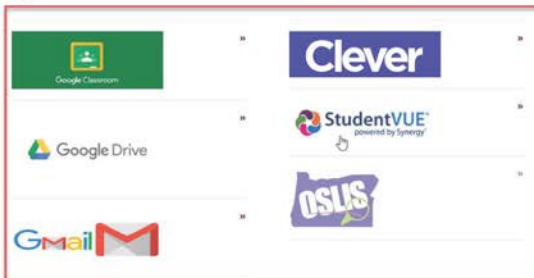 Google Classroom
»
Google Drive
»
Gmail
»
Clever
»
StudentVUE
powered by Synergy
»
OSLIS
»